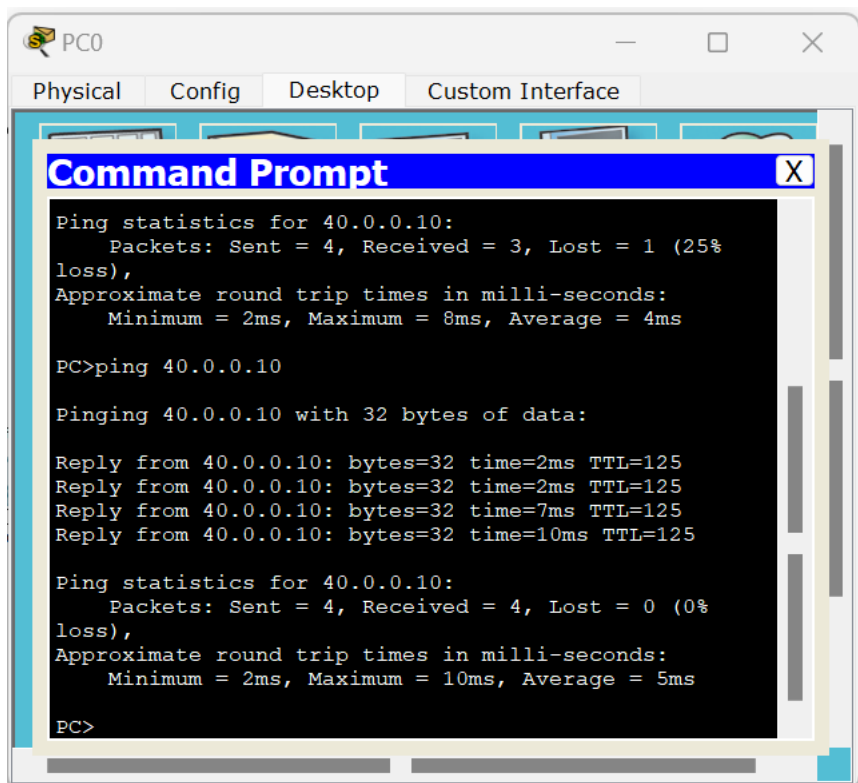 PC0
Physical Config Desktop Custom Interface
Command Prompt X
Ping statistics for 40.0.0.10:
Packets: Sent = 4, Received = 3, Lost = 1 (25%
loss),
Approximate round trip times in milli-seconds:
Minimum = 2ms, Maximum = 8ms, Average = 4ms
PC>ping 40.0.0.10
Pinging 40.0.0.10 with 32 bytes of data:
Reply from 40.0.0.10: bytes=32 time=2ms TTL=125
Reply from 40.0.0.10: bytes=32 time=2ms TTL=125
Reply from 40.0.0.10: bytes=32 time=7ms TTL=125
Reply from 40.0.0.10: bytes=32 time=10ms TTL=125
Ping statistics for 40.0.0.10:
Packets: Sent = 4, Received = 4, Lost = 0 (0%
loss),
Approximate round trip times in milli-seconds:
Minimum = 2ms, Maximum = 10ms, Average = 5ms
PC>